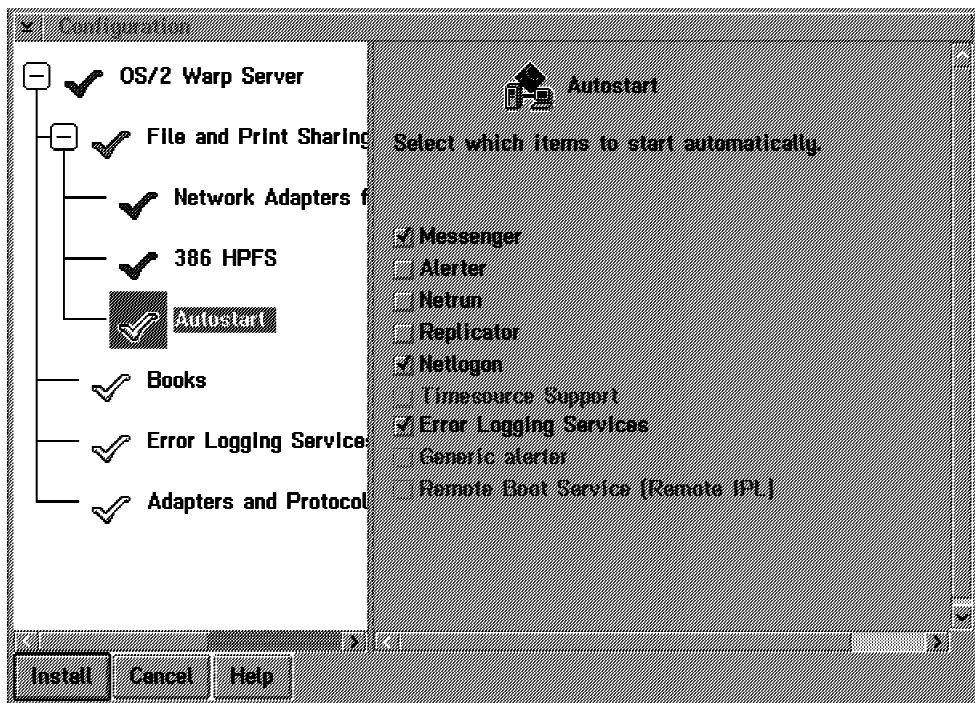 Configuration
OS/2 Warp Server
File and Print Sharing
Network Adapters f
386 HPFS
Autostart
Books
Error Logging Services
Adapters and Protocol
Autostart
Select which items to start automatically.
Messenger
Alerter
Netrun
Replicator
Netlogon
Timesource Support
Error Logging Services
Generic alerter
Remote Boot Service (Remote IPL)
Install
Cancel
Help